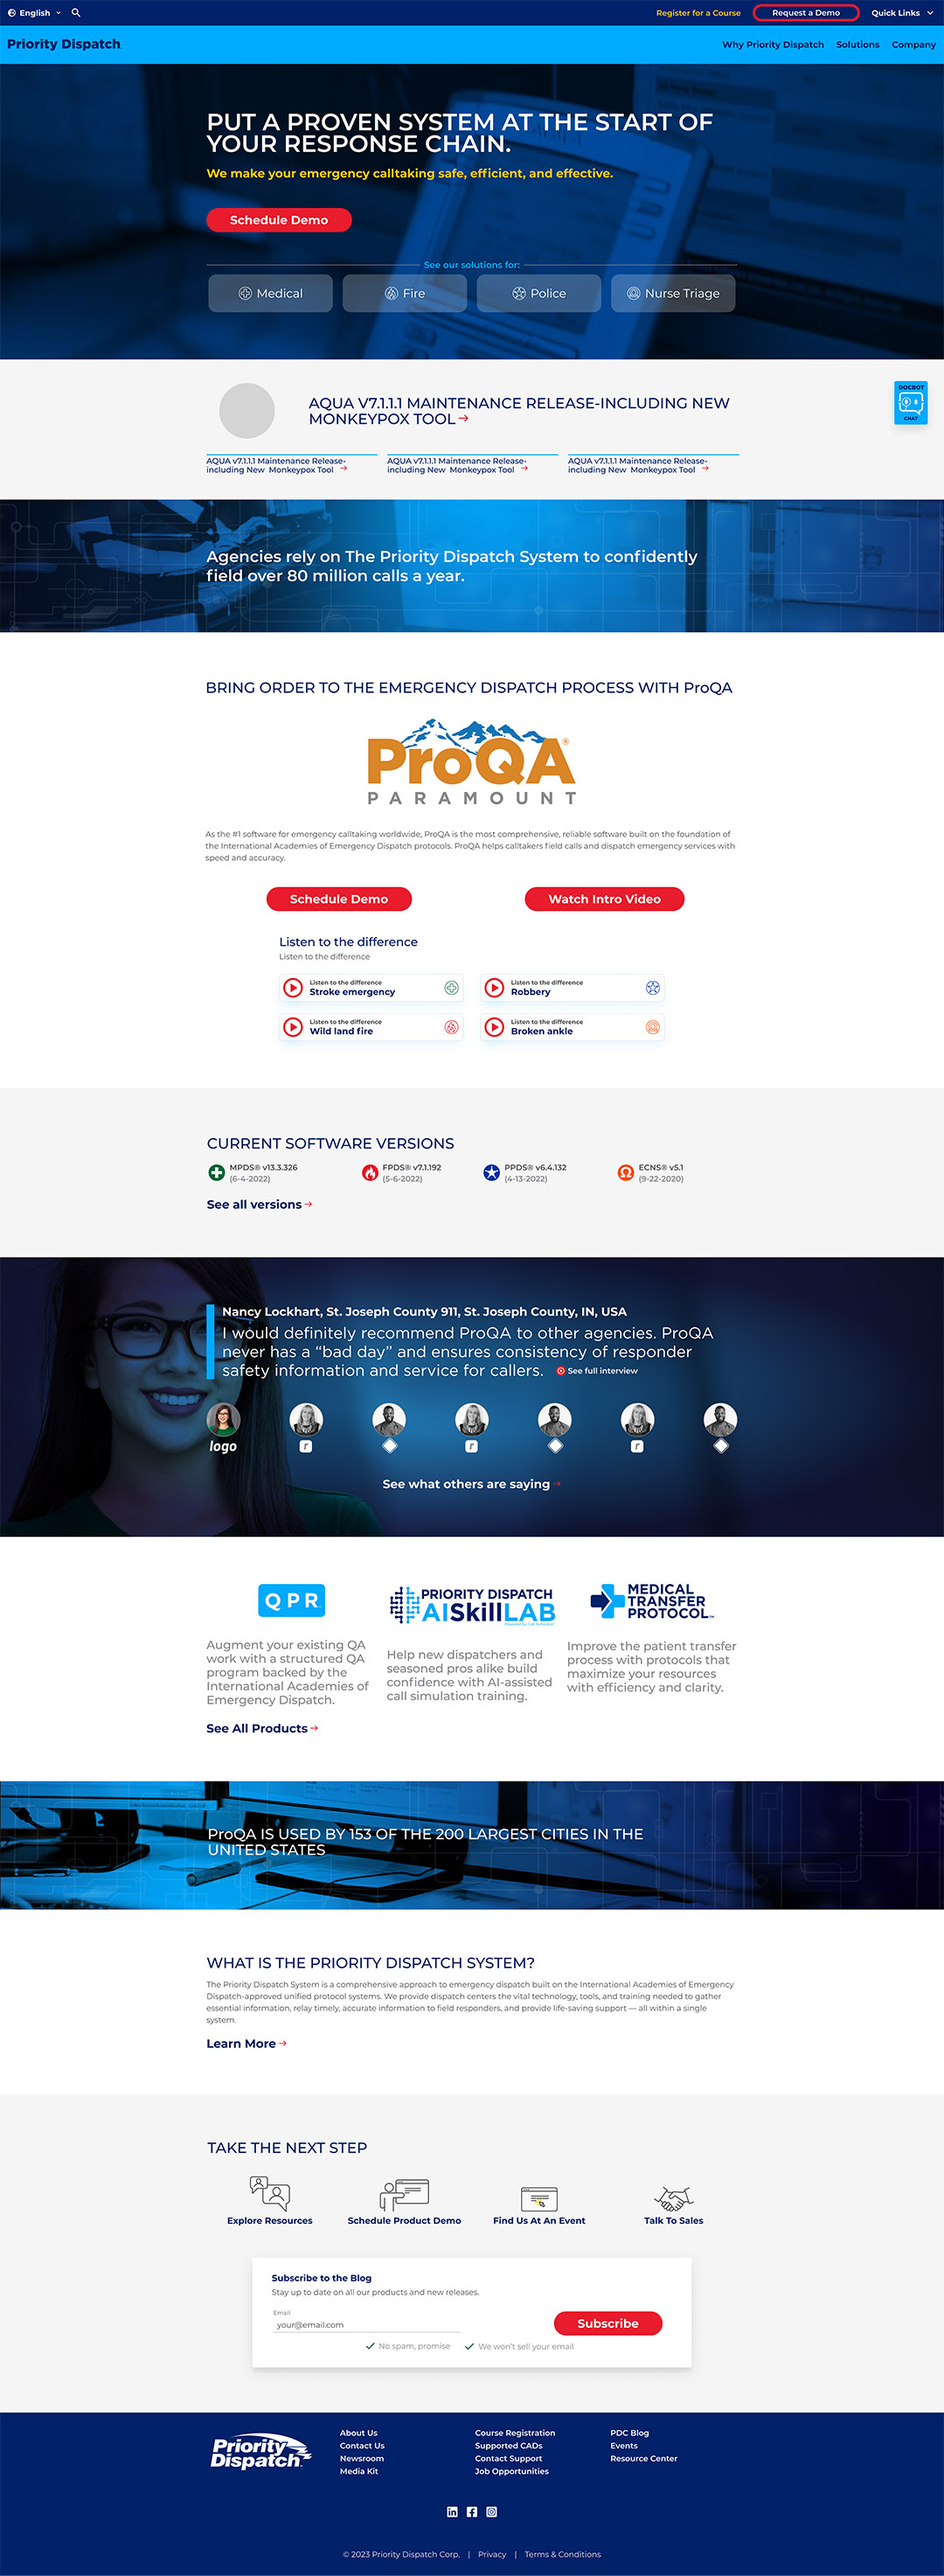 English
Register for a Course
Request a Demo
Quick Links
Priority Dispatch
Why Priority Dispatch
Solutions
Company
PUT A PROVEN SYSTEM AT THE START OF
YOUR RESPONSE CHAIN.
We make your emergency calltaking safe, efficient, and effective.
Schedule Demo
See our solutions for:
Medical
Fire
Police
Nurse Triage
AQUA V7.1.1.1 MAINTENANCE RELEASE-INCLUDING NEW
MONKEYPOX TOOL
DOCBOT
CHAT
AQUA v7.1.1.1 Maintenance Release-
including New Monkeypox Tool
AQUA v7.1.1.1 Maintenance Release-
including New Monkeypox Tool
AQUA v7.1.1.1 Maintenance Release-
including New Monkeypox Tool
Agencies rely on The Priority Dispatch System to confidently
field over 80 million calls a year.
BRING ORDER TO THE EMERGENCY DISPATCH PROCESS WITH ProQA
ProQA®
PARAMOUNT
As the #1 software for emergency calltaking worldwide, ProQA is the most comprehensive, reliable software built on the foundation of
the International Academies of Emergency Dispatch protocols. ProQA helps calltakers field calls and dispatch emergency services with
speed and accuracy.
Schedule Demo
Watch Intro Video
Listen to the difference
Listen to the difference
Listen to the difference
Stroke emergency
Listen to the difference
Robbery
Listen to the difference
Wild land fire
Listen to the difference
Broken ankle
CURRENT SOFTWARE VERSIONS
MPDS® v13.3.326
(6-4-2022)
FPDS® v7.1.192
(5-6-2022)
PPDS® v6.4.132
(4-13-2022)
ECNS® v5.1
(9-22-2020)
See all versions
Nancy Lockhart, St. Joseph County 911, St. Joseph County, IN, USA
I would definitely recommend ProQA to other agencies. ProQA
never has a “bad day” and ensures consistency of responder
safety information and service for callers.
See full interview
logo
r
r
r
See what others are saying
QPR
Augment your existing QA
work with a structured QA
program backed by the
International Academies of
Emergency Dispatch.
PRIORITY DISPATCH
AISkillLAB
Help new dispatchers and
seasoned pros alike build
confidence with AI-assisted
call simulation training.
MEDICAL
TRANSFER
PROTOCOL™
Improve the patient transfer
process with protocols that
maximize your resources
with efficiency and clarity.
See All Products
ProQA IS USED BY 153 OF THE 200 LARGEST CITIES IN THE
UNITED STATES
WHAT IS THE PRIORITY DISPATCH SYSTEM?
The Priority Dispatch System is a comprehensive approach to emergency dispatch built on the International Academies of Emergency
Dispatch-approved unified protocol systems. We provide dispatch centers the vital technology, tools, and training needed to gather
essential information, relay timely, accurate information to field responders, and provide life-saving support — all within a single
system.
Learn More
TAKE THE NEXT STEP
Explore Resources
Schedule Product Demo
Find Us At An Event
Talk To Sales
Subscribe to the Blog
Stay up to date on all our products and new releases.
Email
your@email.com
Subscribe
No spam, promise
We won't sell your email
Priority
Dispatch
About Us
Contact Us
Newsroom
Media Kit
Course Registration
Supported CADs
Contact Support
Job Opportunities
PDC Blog
Events
Resource Center
© 2023 Priority Dispatch Corp. | Privacy | Terms & Conditions